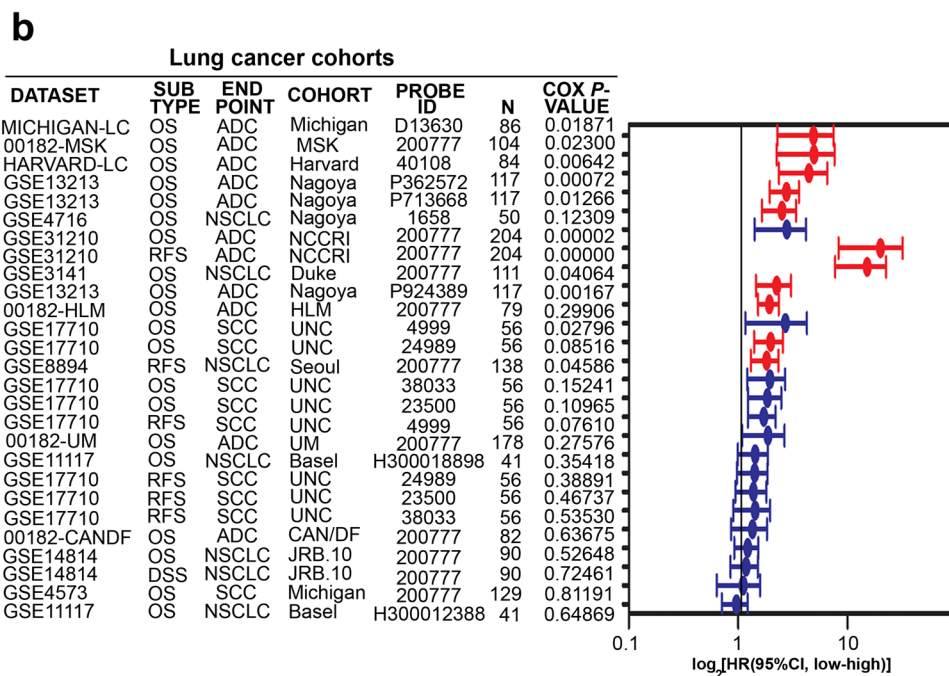 b
Lung cancer cohorts
DATASET SUB TYPE END POINT COHORT PROBE ID N COX P-VALUE
MICHIGAN-LC OS ADC Michigan D13630 86 0.01871
00182-MSK OS ADC MSK 200777 104 0.02300
HARVARD-LC OS ADC Harvard 40108 84 0.00642
GSE13213 OS ADC Nagoya P362572 117 0.00072
GSE13213 OS ADC Nagoya P713668 117 0.01266
GSE4716 OS NSCLC Nagoya 1658 50 0.12309
GSE31210 OS ADC NCCRI 200777 204 0.00002
GSE31210 RFS ADC NCCRI 200777 204 0.00000
GSE3141 OS NSCLC Duke 200777 111 0.04064
GSE13213 OS ADC Nagoya P924389 117 0.00167
00182-HLM OS ADC HLM 200777 79 0.29906
GSE17710 OS SCC UNC 4999 56 0.02796
GSE17710 OS SCC UNC 24989 56 0.08516
GSE8894 RFS NSCLC Seoul 200777 138 0.04586
GSE17710 OS SCC UNC 38033 56 0.15241
GSE17710 OS SCC UNC 23500 56 0.10965
GSE17710 RFS SCC UNC 4999 56 0.07610
00182-UM OS ADC UM 200777 178 0.27576
GSE11117 OS NSCLC Basel H300018898 41 0.35418
GSE17710 RFS SCC UNC 24989 56 0.38891
GSE17710 RFS SCC UNC 23500 56 0.46737
GSE17710 RFS SCC UNC 38033 56 0.53530
00182-CANDF OS ADC CAN/DF 200777 82 0.63675
GSE14814 OS NSCLC JRB.10 200777 90 0.52648
GSE14814 DSS NSCLC JRB.10 200777 90 0.72461
GSE4573 OS SCC Michigan 200777 129 0.81191
GSE11117 OS NSCLC Basel H300012388 41 0.64869
0.1 1 10
log2[HR(95%CI, low-high)]